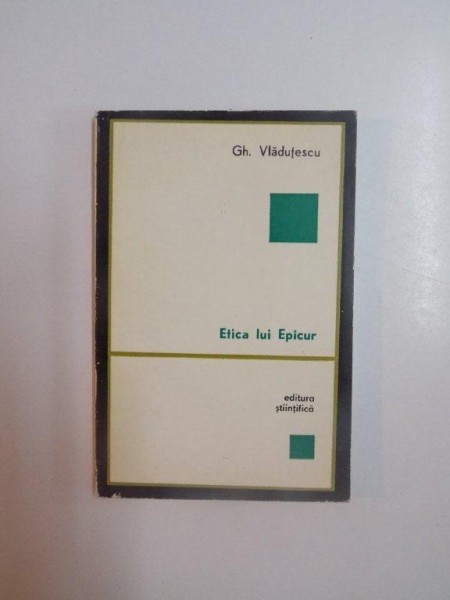 Gh. Vlăduțescu
Etica lui Epicur
editura
științifică